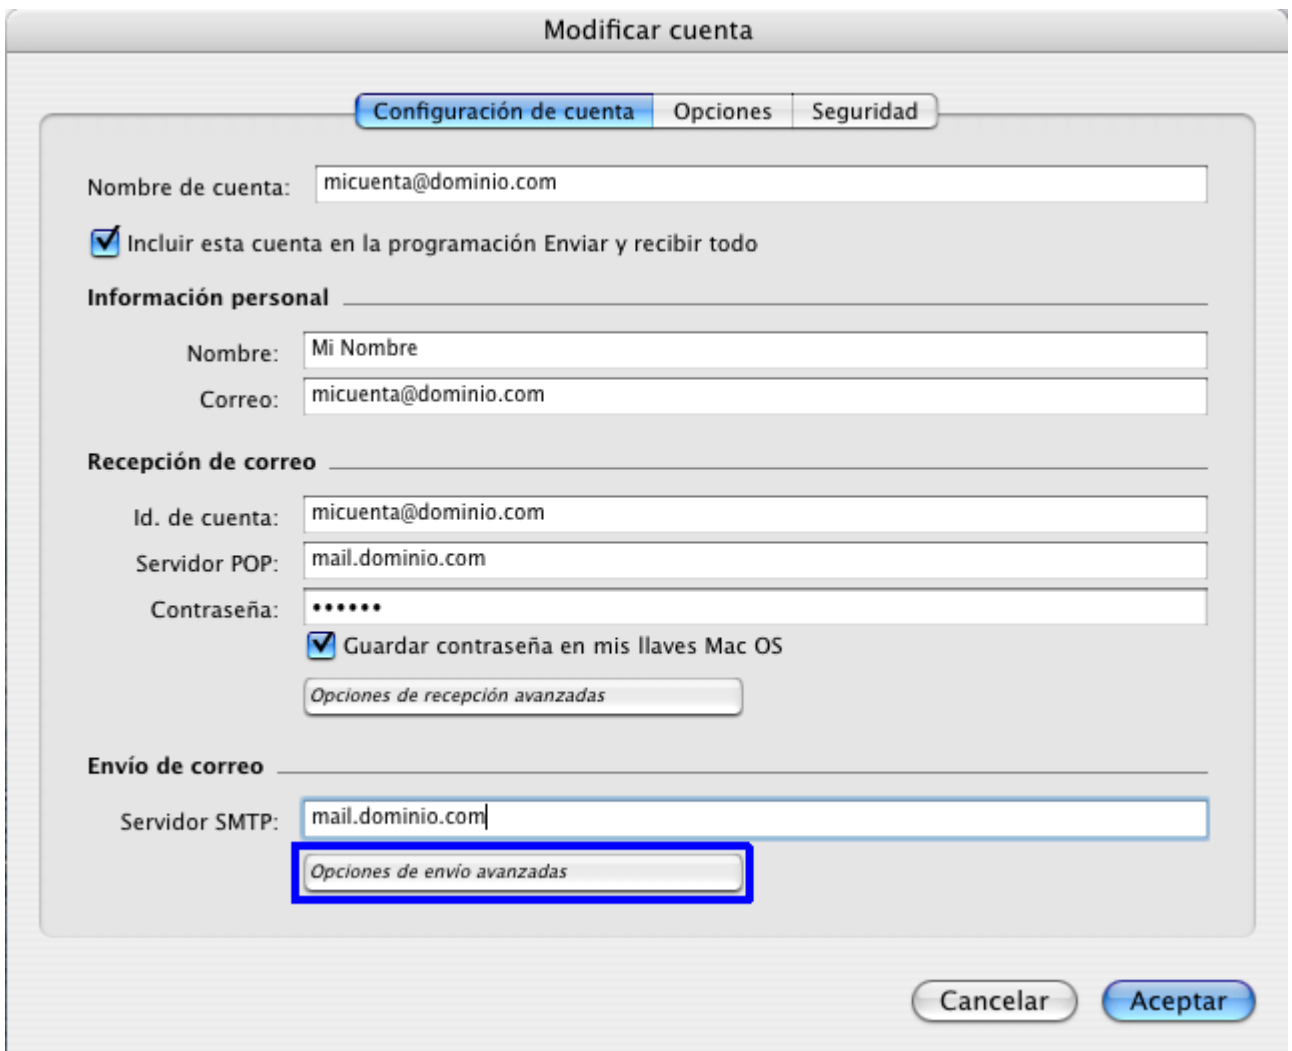 Modificar cuenta
Configuración de cuenta Opciones Seguridad
Nombre de cuenta: micuenta@dominio.com
Incluir esta cuenta en la programación Enviar y recibir todo
Información personal
Nombre: Mi Nombre
Correo: micuenta@dominio.com
Recepción de correo
Id. de cuenta: micuenta@dominio.com
Servidor POP: mail.dominio.com
Contraseña: ••••••
Guardar contraseña en mis llaves Mac OS
Opciones de recepción avanzadas
Envío de correo
Servidor SMTP: mail.dominio.com
Opciones de envío avanzadas
Cancelar Aceptar